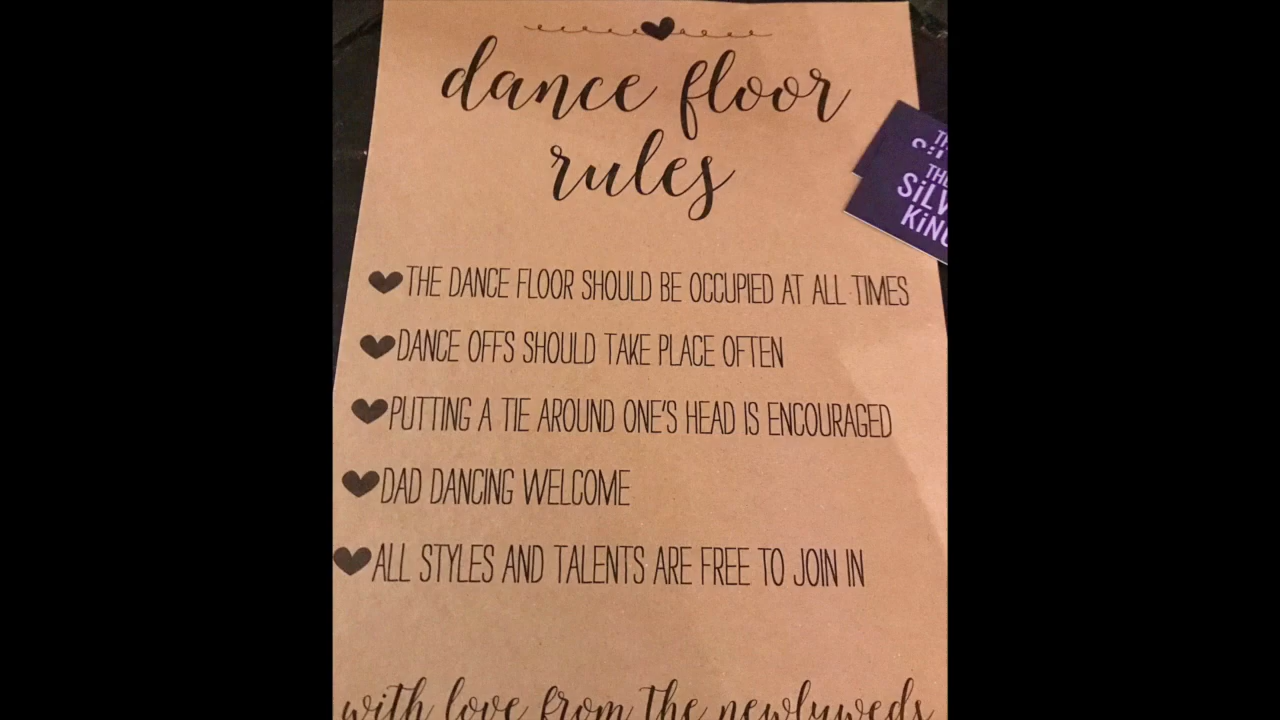 dance floor
rules
THE DANCE FLOOR SHOULD BE OCCUPIED AT ALL TIMES
DANCE OFFS SHOULD TAKE PLACE OFTEN
PUTTING A TIE AROUND ONE'S HEAD IS ENCOURAGED
DAD DANCING WELCOME
ALL STYLES AND TALENTS ARE FREE TO JOIN IN
with love from the newlyweds
THE